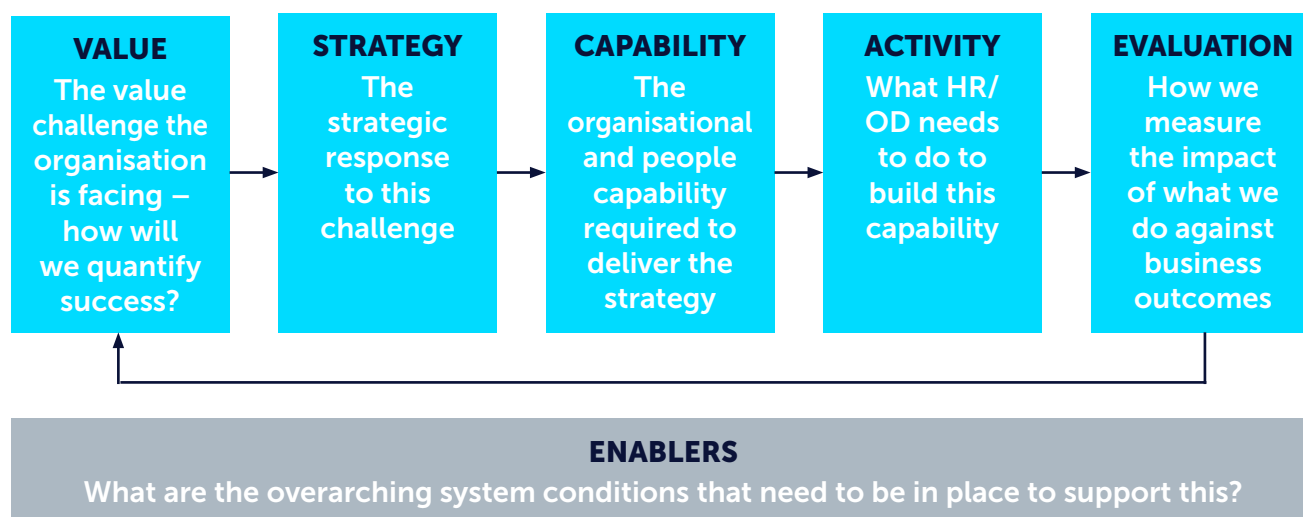 VALUE
The value
challenge the
organisation
is facing –
how will
we quantify
success?
STRATEGY
The
strategic
response
to this
challenge
CAPABILITY
The
organisational
and people
capability
required to
deliver the
strategy
ACTIVITY
What HR/
OD needs
to do to
build this
capability
EVALUATION
How we
measure
the impact
of what we
do against
business
outcomes
ENABLERS
What are the overarching system conditions that need to be in place to support this?